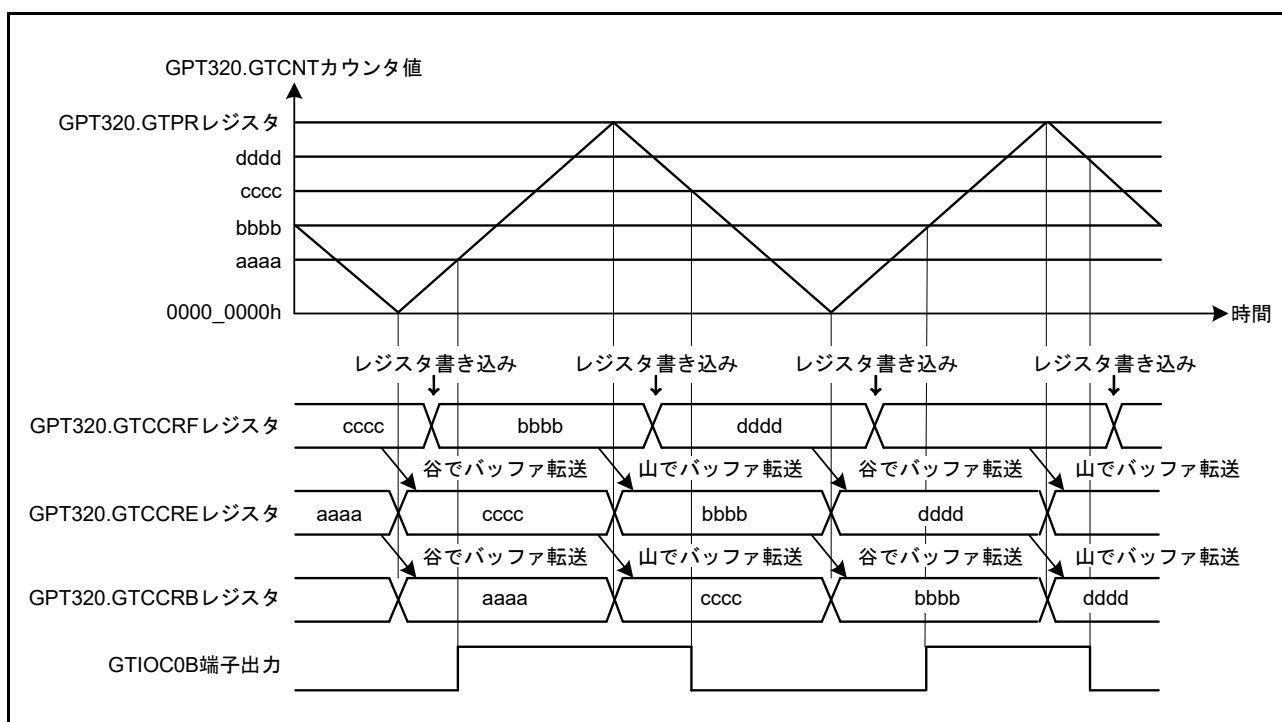 GPT320.GTCNTカウンタ値
GPT320.GTPRレジスタ
dddd
cccc
bbbb
aaaa
0000_0000h
時間
レジスタ書き込み レジスタ書き込み レジスタ書き込み レジスタ書き込み
GPT320.GTCCRFレジスタ cccc bbbb dddd
谷でバッファ転送 山でバッファ転送 谷でバッファ転送 山でバッファ転送
GPT320.GTCCREレジスタ aaaa cccc bbbb dddd
谷でバッファ転送 山でバッファ転送 谷でバッファ転送 山でバッファ転送
GPT320.GTCCRBレジスタ aaaa cccc bbbb dddd
GTIOC0B端子出力